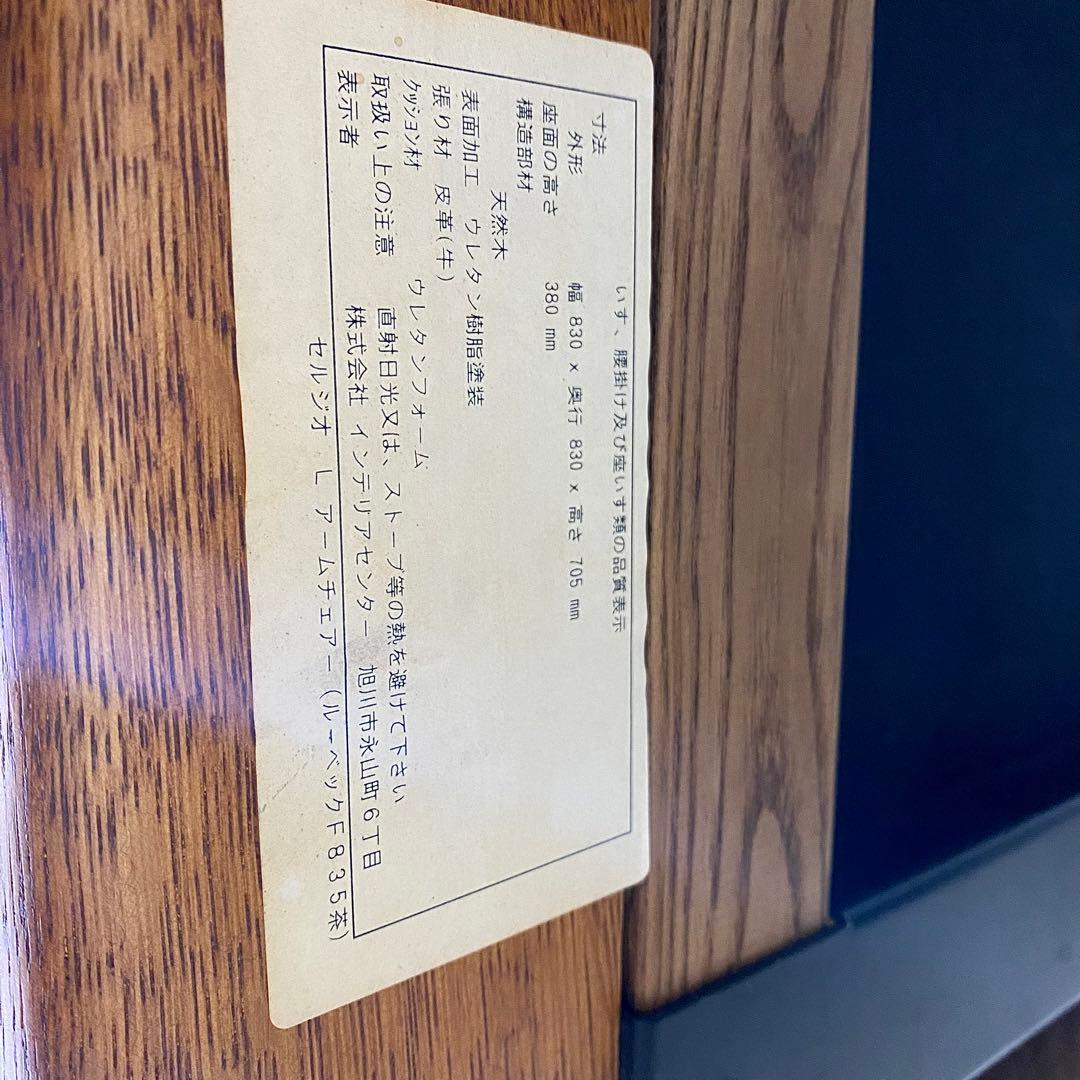 いす、腰掛け及び座いす類の品質表示
寸法
外形 幅 830 x 奥行 830 x 高さ 705 mm
座面の高さ 380 mm
構造部材
天然木
表面加工 ウレタン樹脂塗装
張り材 皮革(牛)
クッション材 ウレタンフォーム
取扱い上の注意 直射日光又は、ストーブ等の熱を避けて下さい
表示者 株式会社 インテリアセンター 旭川市永山町6丁目
セルジオ L アームチェアー (ルーベックF835茶)